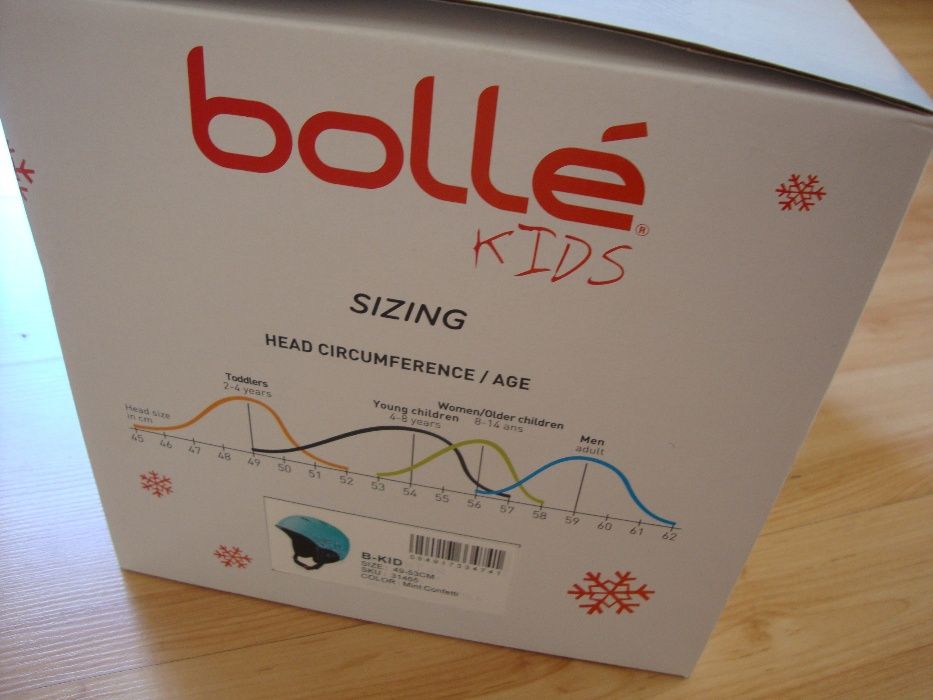 bollé®
KIDS
SIZING
HEAD CIRCUMFERENCE / AGE
Toddlers
2-4 years
Young children
4-8 years
Women/Older children
8-14 ans
Men
adult
Head size
in cm
45 46 47 48 49 50 51 52 53 54 55 56 57 58 59 60 61 62
B-KID
SIZE : 49-53CM
SKU : 31405
COLOR : Mint Confetti